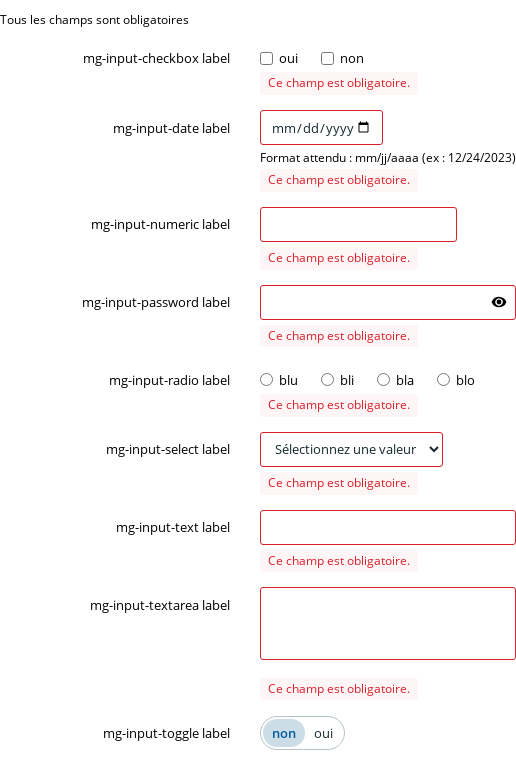 Tous les champs sont obligatoires
mg-input-checkbox label oui non
Ce champ est obligatoire.
mg-input-date label mm/dd/yyyy
Format attendu : mm/jj/aaaa (ex : 12/24/2023)
Ce champ est obligatoire.
mg-input-numeric label
Ce champ est obligatoire.
mg-input-password label
Ce champ est obligatoire.
mg-input-radio label blu bli bla blo
Ce champ est obligatoire.
mg-input-select label Sélectionnez une valeur
Ce champ est obligatoire.
mg-input-text label
Ce champ est obligatoire.
mg-input-textarea label
Ce champ est obligatoire.
mg-input-toggle label non oui